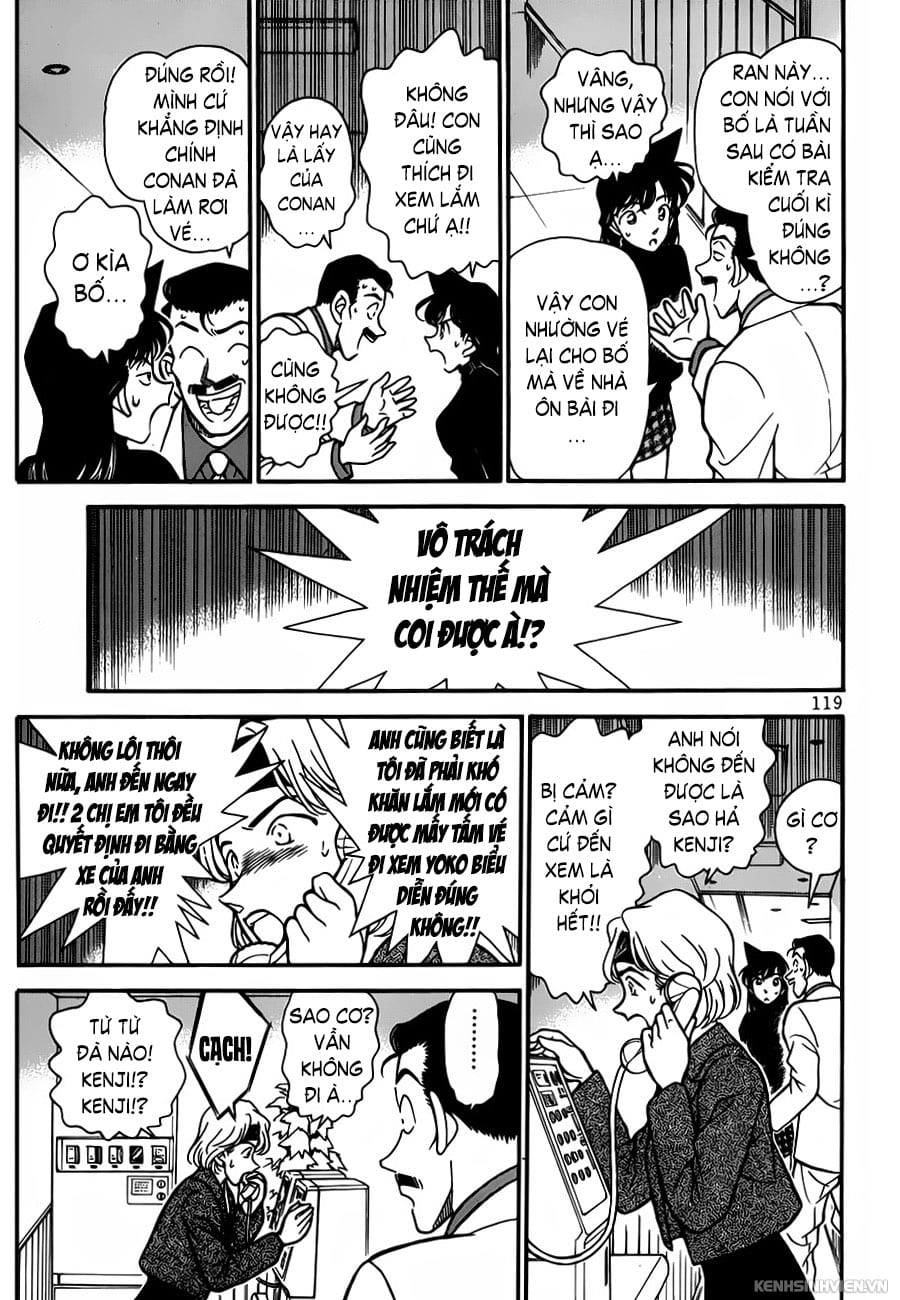 RAN NÀY...
CON NÓI VỚI
BỐ LÀ TUẦN
SAU CÓ BÀI
KIỂM TRA
CUỐI KÌ
ĐÚNG
KHÔNG
...?
VÂNG,
NHƯNG VẬY
THÌ SAO
Ạ...
VẬY CON
NHƯỜNG VÉ
LẠI CHO BỐ
MÀ VỀ NHÀ
ÔN BÀI ĐI
...
KHÔNG
ĐÂU! CON
CŨNG
THÍCH ĐI
XEM LẮM
CHỨ Ạ!!
VẬY HAY
LÀ LẤY
CỦA
CONAN
...
CŨNG
KHÔNG
ĐƯỢC!!
ĐÚNG RỒI!
MÌNH CỨ
KHẲNG ĐỊNH
CHÍNH
CONAN ĐÃ
LÀM RƠI
VÉ...
Ơ KÌA
BỐ...
VÔ TRÁCH
NHIỆM THẾ MÀ
COI ĐƯỢC À!?
119
GÌ CƠ
?
ANH NÓI
KHÔNG ĐẾN
ĐƯỢC LÀ
SAO HẢ
KENJI?
BỊ CẢM?
CẢM GÌ
CỨ ĐẾN
XEM LÀ
KHỎI
HẾT!!
ANH CŨNG BIẾT LÀ
TÔI ĐÃ PHẢI KHÓ
KHĂN LẮM MỚI CÓ
ĐƯỢC MẤY TẤM VÉ
ĐI XEM YOKO BIỂU
DIỄN ĐÚNG
KHÔNG!!
KHÔNG LÔI THÔI
NỮA, ANH ĐẾN NGAY
ĐI!! 2 CHỊ EM TÔI ĐỀU
QUYẾT ĐỊNH ĐI BẰNG
XE CỦA ANH
RỒI ĐẤY!!
.........
SAO CƠ?
VẪN
KHÔNG
ĐI À...
CẠCH!
TỪ TỪ
ĐÃ NÀO!
KENJI!?
KENJI!?
KENHSINHVIEN.VN